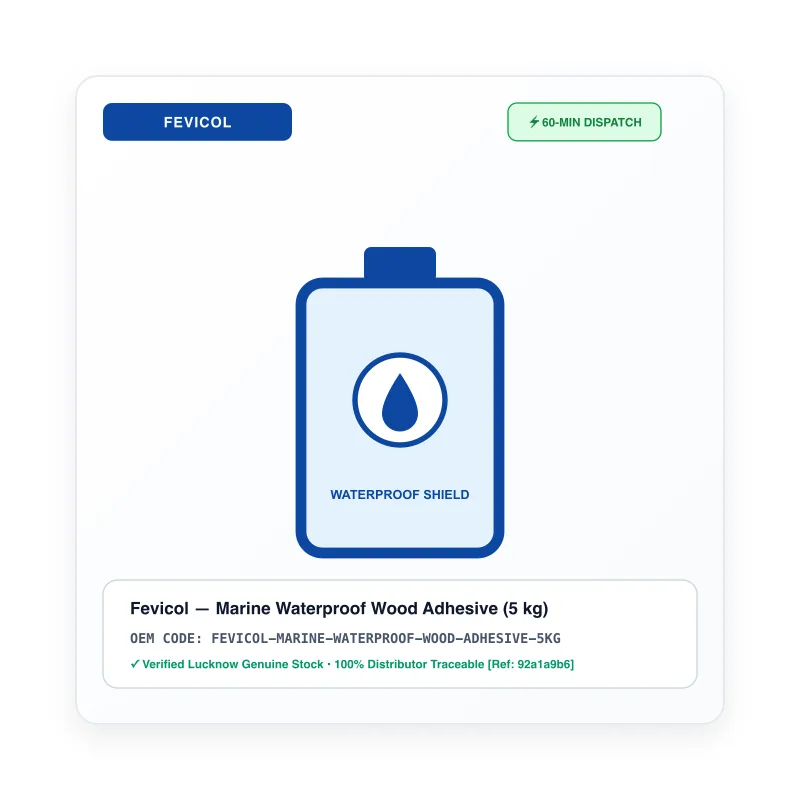 FEVICOL
⚡60-MIN DISPATCH
WATERPROOF SHIELD
Fevicol — Marine Waterproof Wood Adhesive (5 kg)
OEM CODE: FEVICOL–MARINE–WATERPROOF–WOOD–ADHESIVE–5KG
✓ Verified Lucknow Genuine Stock · 100% Distributor Traceable [Ref: 92a1a9b6]